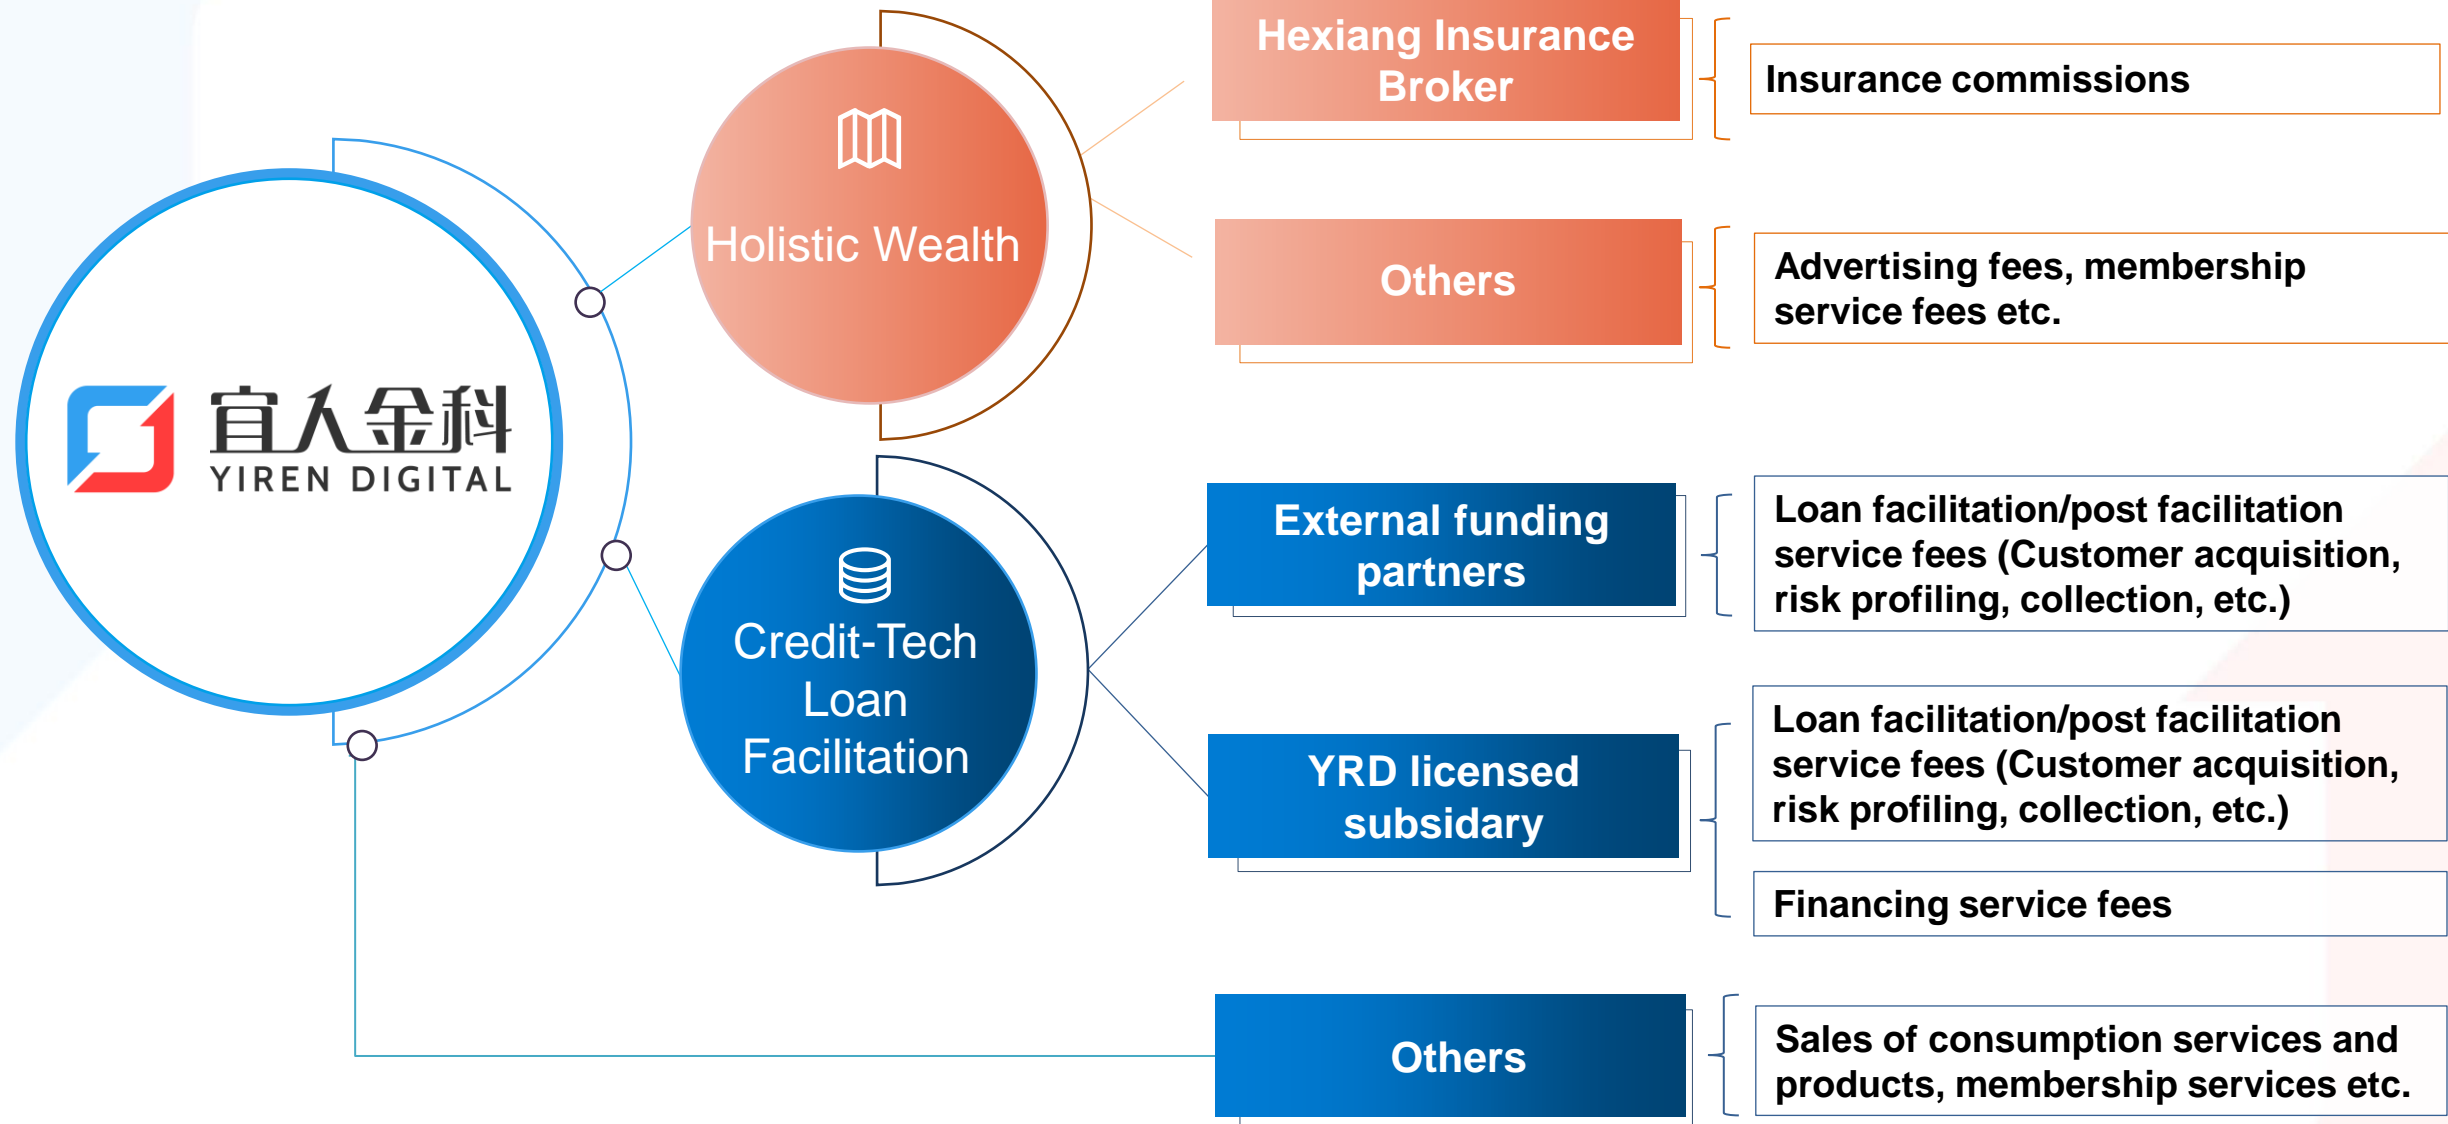 宜人金科
YIREN DIGITAL
Holistic Wealth
Hexiang Insurance
Broker
Insurance commissions
Others
Advertising fees, membership
service fees etc.
Credit-Tech
Loan
Facilitation
External funding
partners
Loan facilitation/post facilitation
service fees (Customer acquisition,
risk profiling, collection, etc.)
YRD licensed
subsidary
Loan facilitation/post facilitation
service fees (Customer acquisition,
risk profiling, collection, etc.)
Financing service fees
Others
Sales of consumption services and
products, membership services etc.